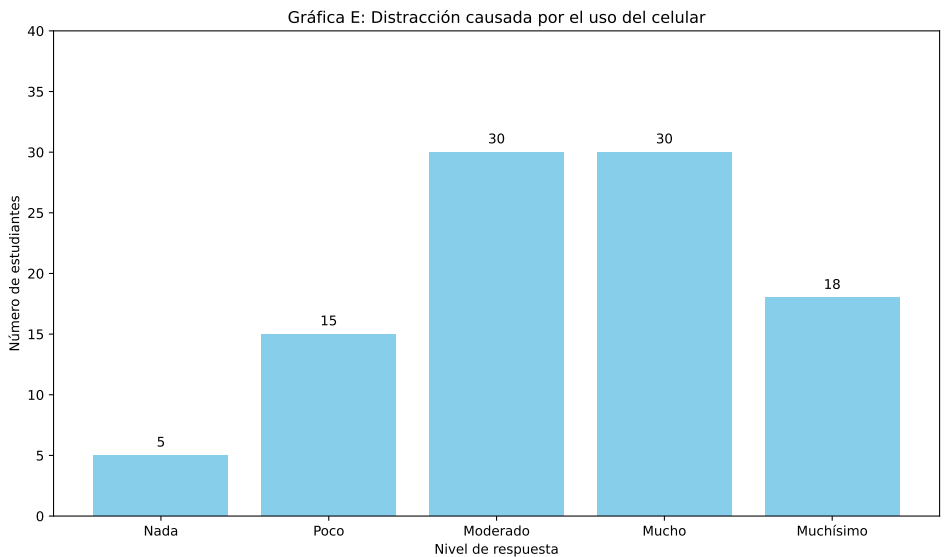 Gráfica E: Distracción causada por el uso del celular
Número de estudiantes
40
35
30
25
20
15
10
5
0
5
15
30
30
18
Nada
Poco
Moderado
Mucho
Muchísimo
Nivel de respuesta